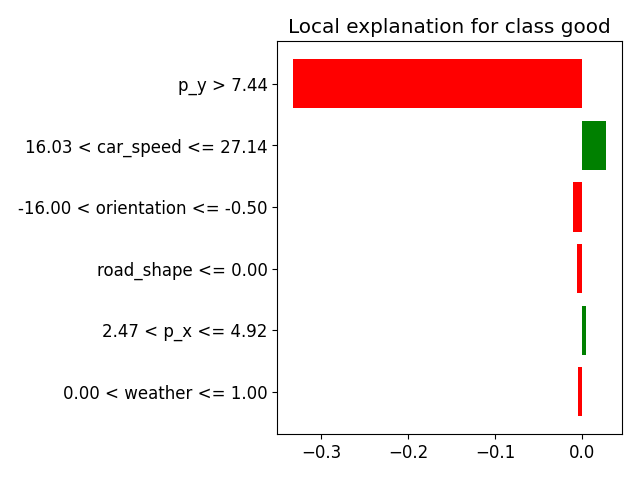 Local explanation for class good
p_y > 7.44
16.03 < car_speed <= 27.14
-16.00 < orientation <= -0.50
road_shape <= 0.00
2.47 < p_x <= 4.92
0.00 < weather <= 1.00
−0.3 −0.2 −0.1 0.0